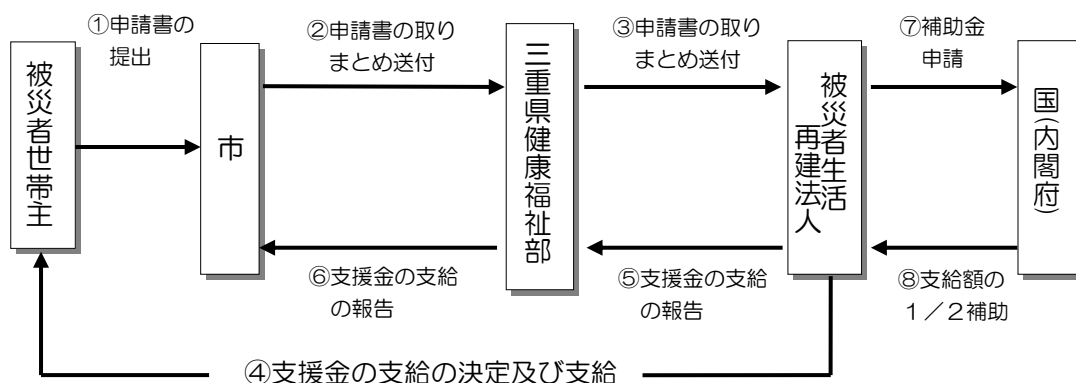 ①申請書の
提出
②申請書の取り
まとめ送付
③申請書の取り
まとめ送付
⑦補助金
申請
被災者世帯主
市
三重県健康福祉部
被災者生活
再建法人
国(内閣府)
⑥支援金の支給
の報告
⑤支援金の支給
の報告
⑧支給額の
１／２補助
④支援金の支給の決定及び支給